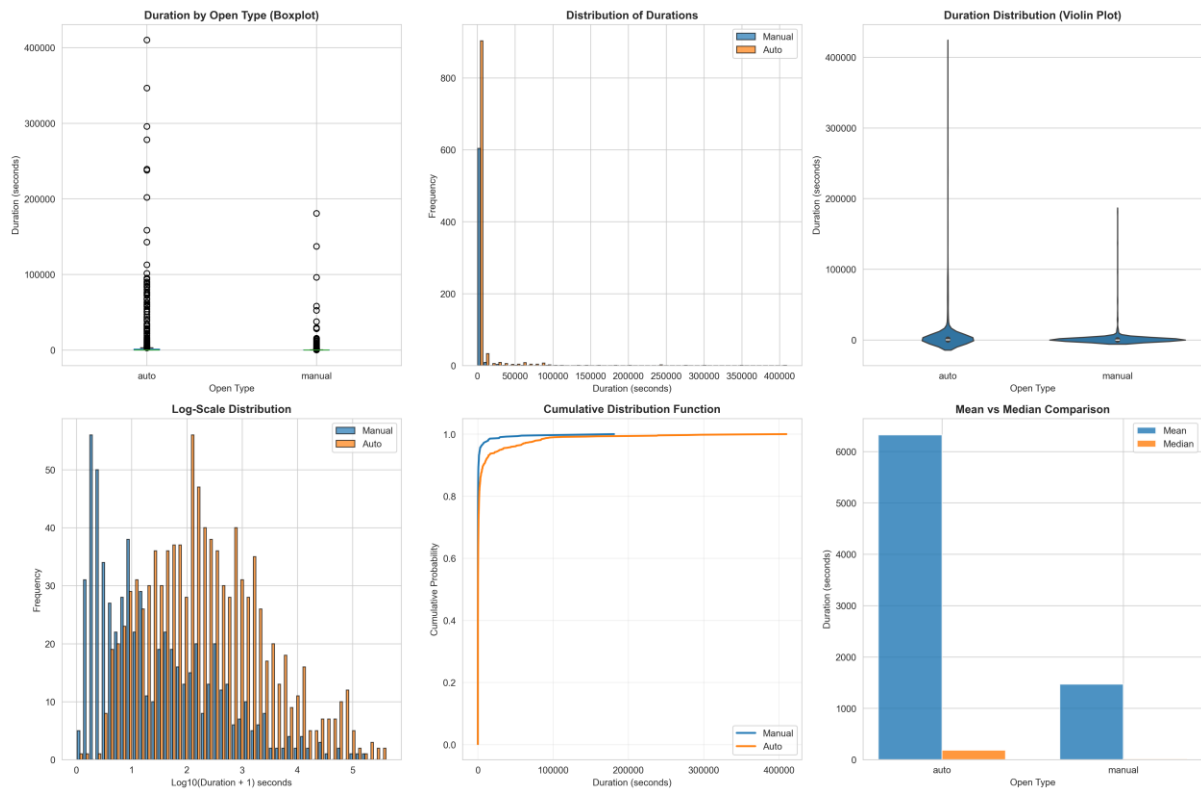 Duration by Open Type (Boxplot)
Duration (seconds)
400000
300000
200000
100000
0
auto
manual
Open Type
Distribution of Durations
Manual
Auto
Frequency
800
600
400
200
0
0
50000
100000
150000
200000
250000
300000
350000
400000
Duration (seconds)
Duration Distribution (Violin Plot)
Duration (seconds)
400000
300000
200000
100000
0
auto
manual
Open Type
Log-Scale Distribution
Manual
Auto
Frequency
50
40
30
20
10
0
0
1
2
3
4
5
Log10(Duration + 1) seconds
Cumulative Distribution Function
Cumulative Probability
1.0
0.8
0.6
0.4
0.2
0.0
Manual
Auto
0
100000
200000
300000
400000
Duration (seconds)
Mean vs Median Comparison
Mean
Median
Duration (seconds)
6000
5000
4000
3000
2000
1000
0
auto
manual
Open Type